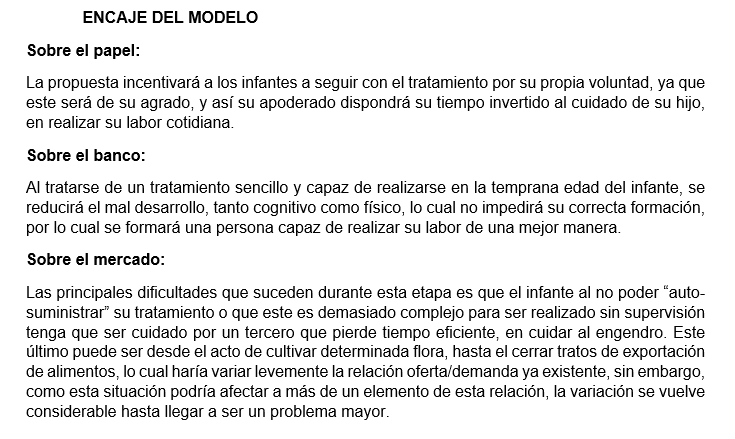 ENCAJE DEL MODELO
Sobre el papel:
La propuesta incentivará a los infantes a seguir con el tratamiento por su propia voluntad, ya que
este será de su agrado, y así su apoderado dispondrá su tiempo invertido al cuidado de su hijo,
en realizar su labor cotidiana.
Sobre el banco:
Al tratarse de un tratamiento sencillo y capaz de realizarse en la temprana edad del infante, se
reducirá el mal desarrollo, tanto cognitivo como físico, lo cual no impedirá su correcta formación,
por lo cual se formará una persona capaz de realizar su labor de una mejor manera.
Sobre el mercado:
Las principales dificultades que suceden durante esta etapa es que el infante al no poder “auto-
suministrar” su tratamiento o que este es demasiado complejo para ser realizado sin supervisión
tenga que ser cuidado por un tercero que pierde tiempo eficiente, en cuidar al engendro. Este
último puede ser desde el acto de cultivar determinada flora, hasta el cerrar tratos de exportación
de alimentos, lo cual haría variar levemente la relación oferta/demanda ya existente, sin embargo,
como esta situación podría afectar a más de un elemento de esta relación, la variación se vuelve
considerable hasta llegar a ser un problema mayor.